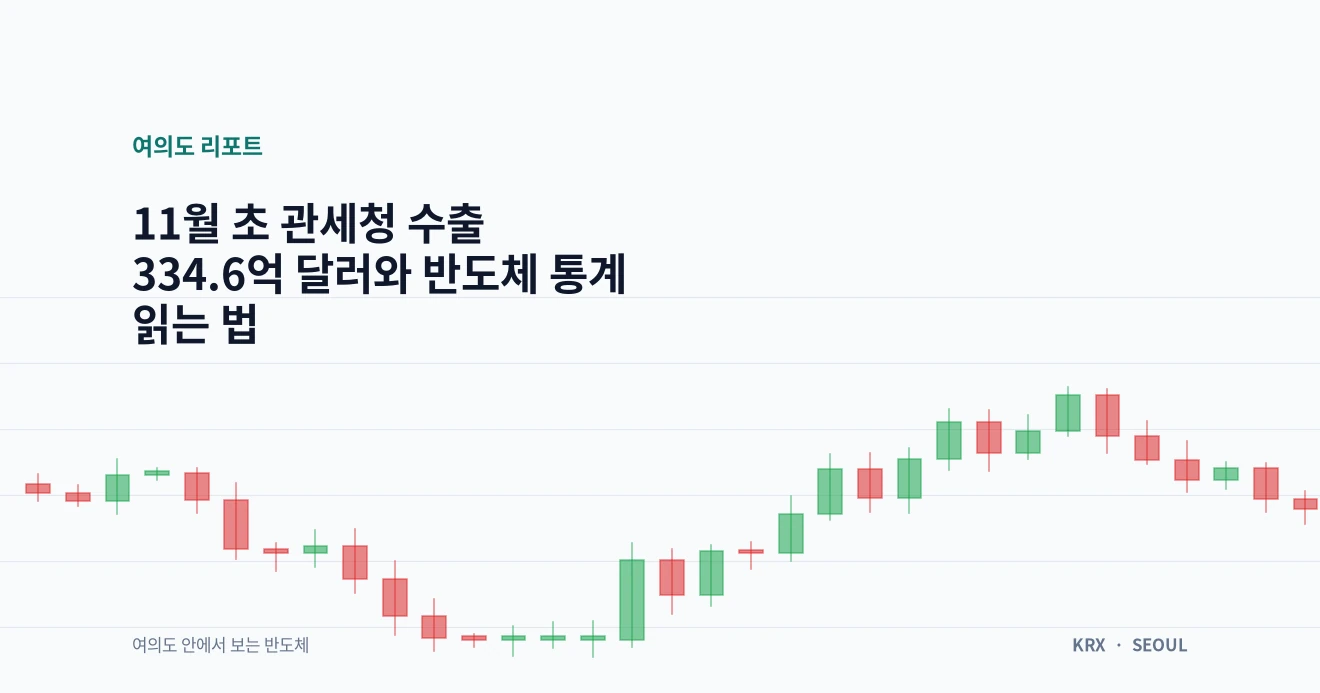 여의도 리포트
11월 초 관세청 수출
334.6억 달러와 반도체 통계
읽는 법
여의도 안에서 보는 반도체
KRX · SEOUL